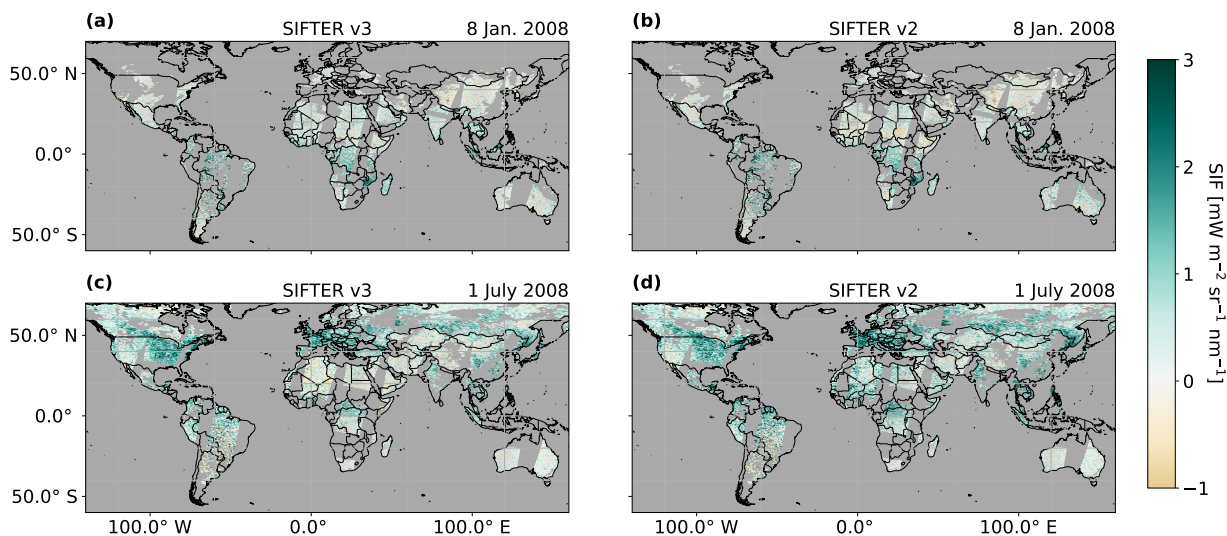 (a) SIFTER v3 8 Jan. 2008
(b) SIFTER v2 8 Jan. 2008
50.0° N
0.0°
50.0° S
(c) SIFTER v3 1 July 2008
(d) SIFTER v2 1 July 2008
50.0° N
0.0°
50.0° S
100.0° W 0.0° 100.0° E
100.0° W 0.0° 100.0° E
3
2
1
0
−1
SIF [mW m⁻² sr⁻¹ nm⁻¹]